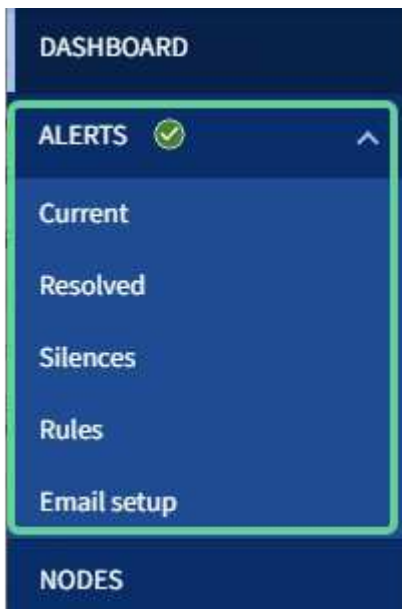 DASHBOARD
ALERTS
Current
Resolved
Silences
Rules
Email setup
NODES